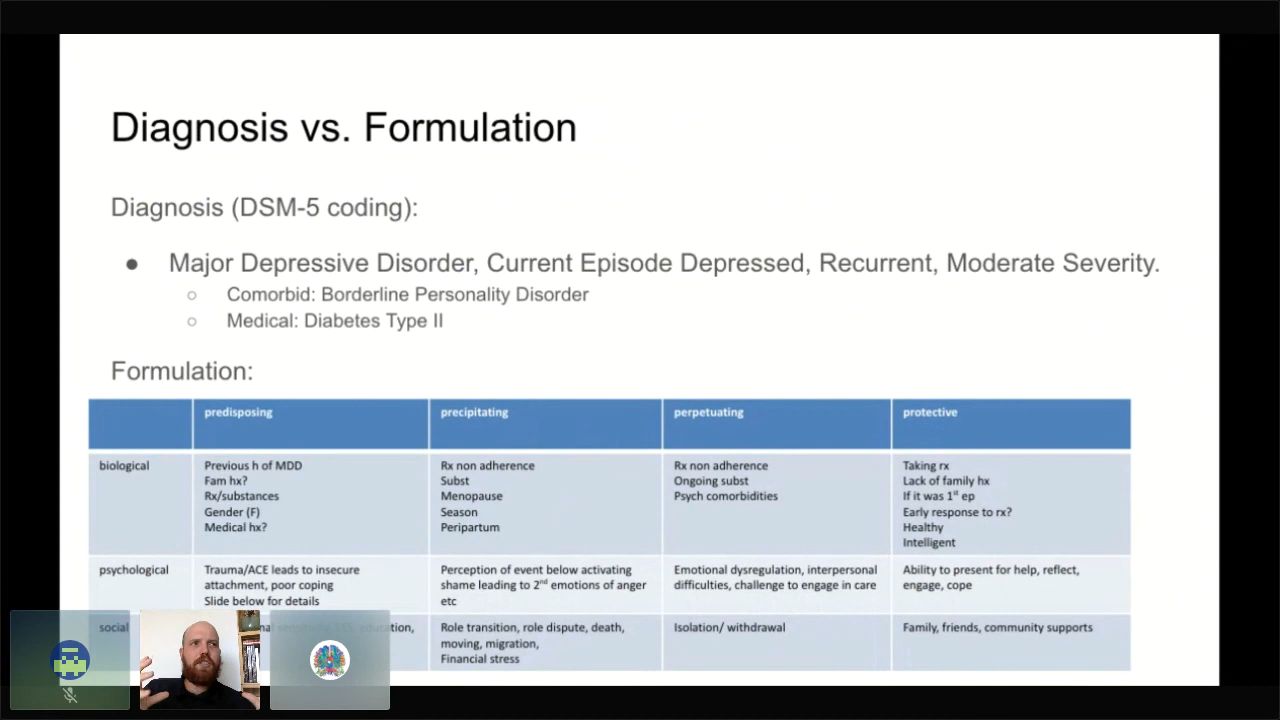 Diagnosis vs. Formulation
Diagnosis (DSM-5 coding):
● Major Depressive Disorder, Current Episode Depressed, Recurrent, Moderate Severity.
○ Comorbid: Borderline Personality Disorder
○ Medical: Diabetes Type II
Formulation:
predisposing precipitating perpetuating protective
biological
Previous h of MDD
Fam hx?
Rx/substances
Gender (F)
Medical hx?
Rx non adherence
Subst
Menopause
Season
Peripartum
Rx non adherence
Ongoing subst
Psych comorbidities
Taking rx
Lack of family hx
If it was 1st ep
Early response to rx?
Healthy
Intelligent
psychological
Trauma/ACE leads to insecure
attachment, poor coping
Slide below for details
Perception of event below activating
shame leading to 2nd emotions of anger
etc
Emotional dysregulation, interpersonal
difficulties, challenge to engage in care
Ability to present for help, reflect,
engage, cope
social
education,
Role transition, role dispute, death,
moving, migration,
Financial stress
Isolation/ withdrawal
Family, friends, community supports